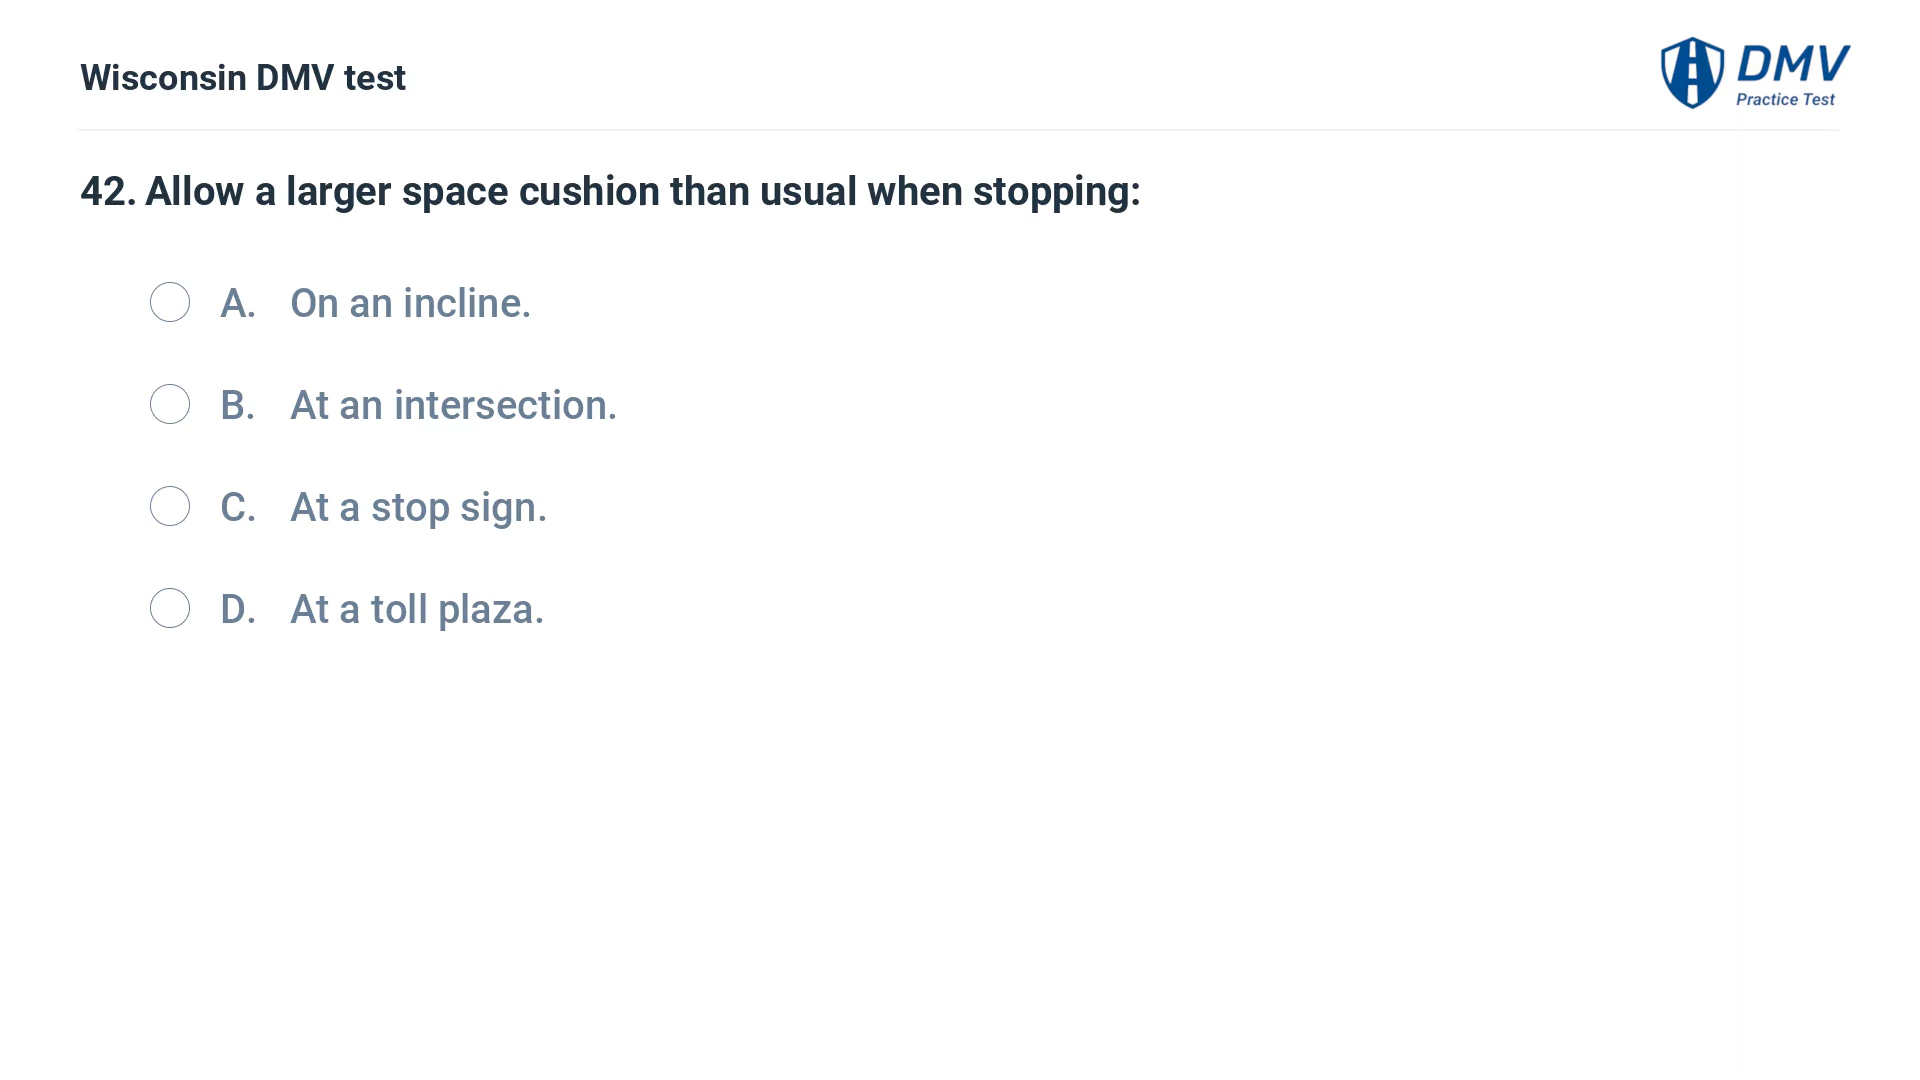 Wisconsin DMV test
DMV
Practice Test
42. Allow a larger space cushion than usual when stopping:
A. On an incline.
B. At an intersection.
C. At a stop sign.
D. At a toll plaza.